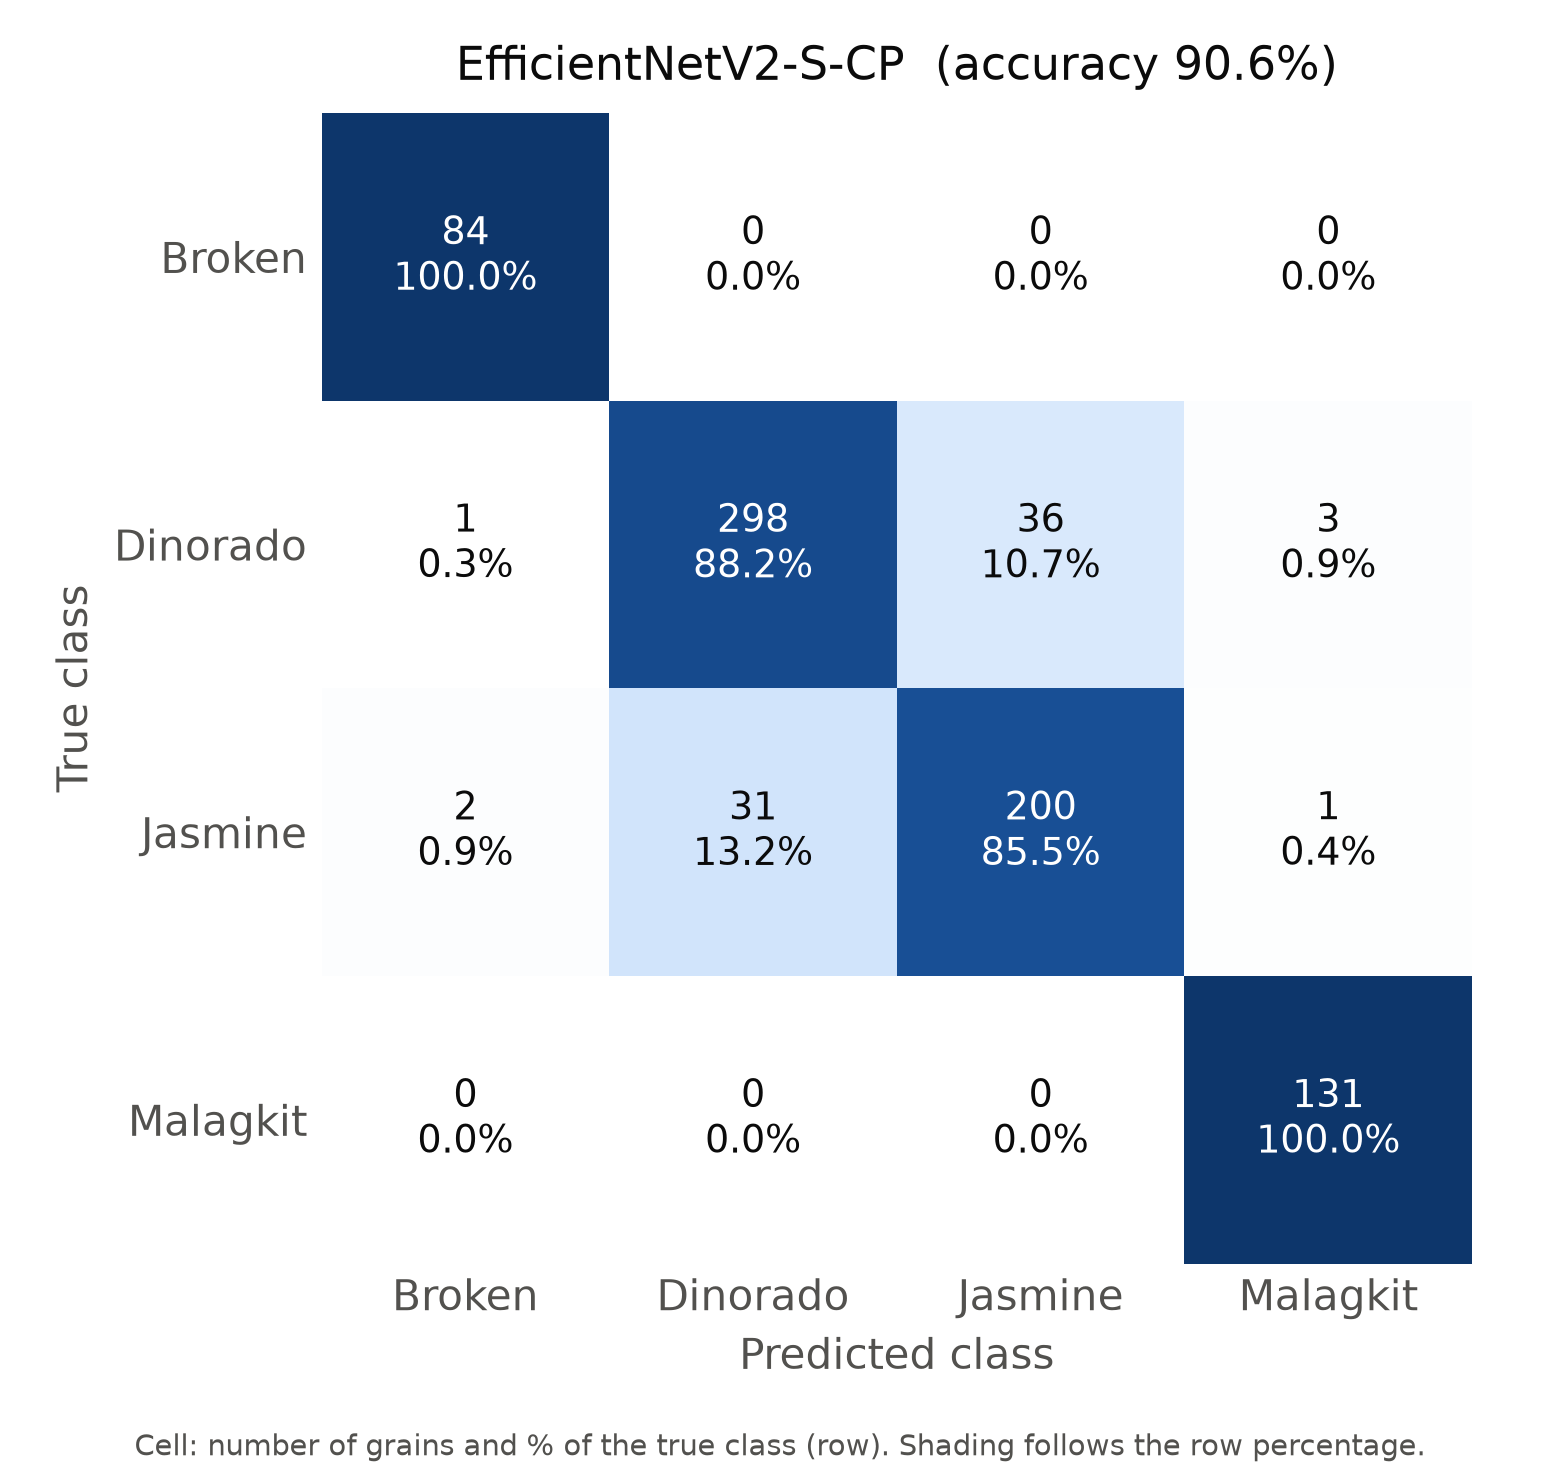 EfficientNetV2-S-CP  (accuracy 90.6%)
Broken
84
100.0%
0
0.0%
0
0.0%
0
0.0%
Dinorado
1
0.3%
298
88.2%
36
10.7%
3
0.9%
True class
Jasmine
2
0.9%
31
13.2%
200
85.5%
1
0.4%
Malagkit
0
0.0%
0
0.0%
0
0.0%
131
100.0%
Broken
Dinorado
Jasmine
Malagkit
Predicted class
Cell: number of grains and % of the true class (row). Shading follows the row percentage.